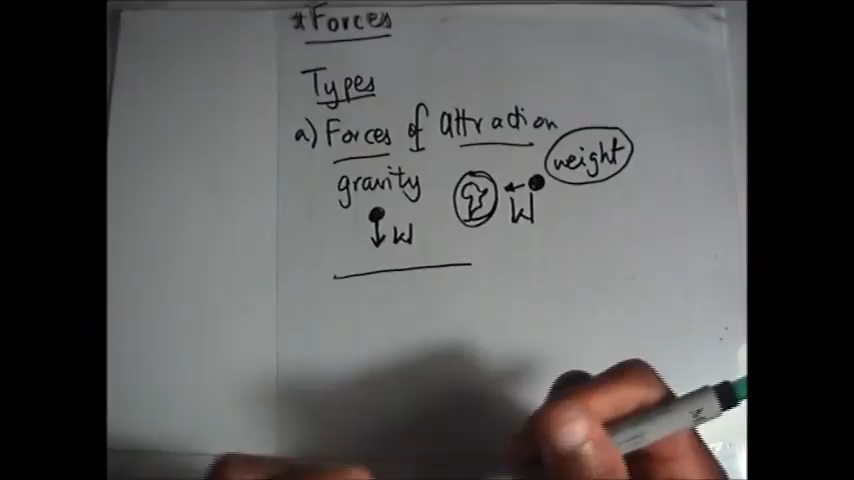 *Forces
Types
a) Forces of attraction
gravity
weight
W
W